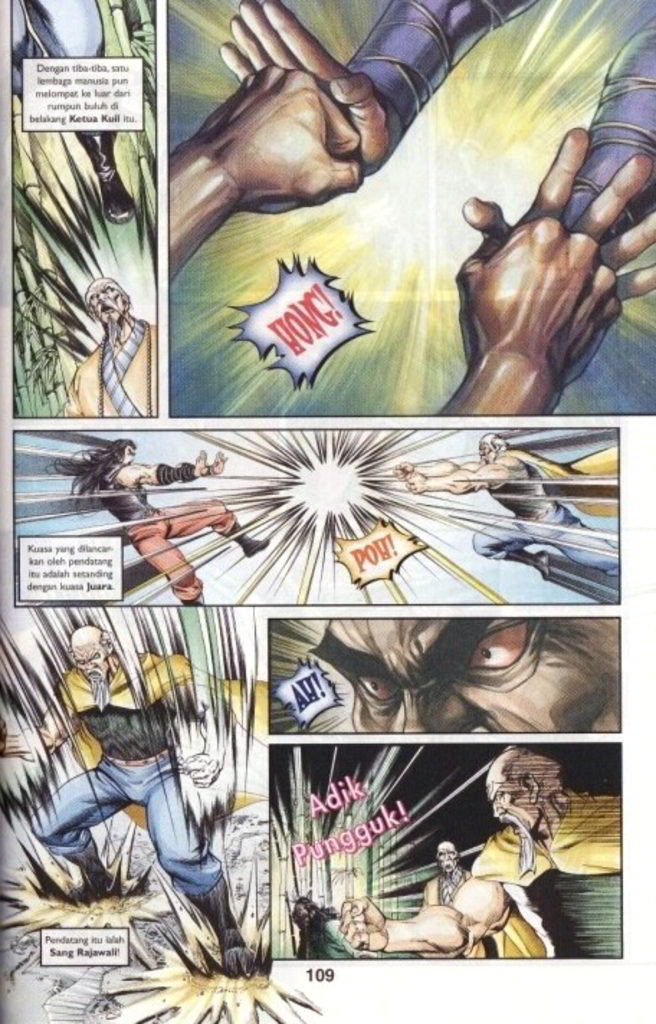 Dengan tiba-tiba, satu
lembaga manusia pun
melompat ke luar dari
rumpun buluh di
belakang Ketua Kuil itu.
HONG!
Kuasa yang dilancar-
kan oleh pendatang
itu adalah setanding
dengan kuasa Juara.
POW!
AH!
Adik
Pungguk!
Pendatang itu ialah
Sang Rajawali!
109